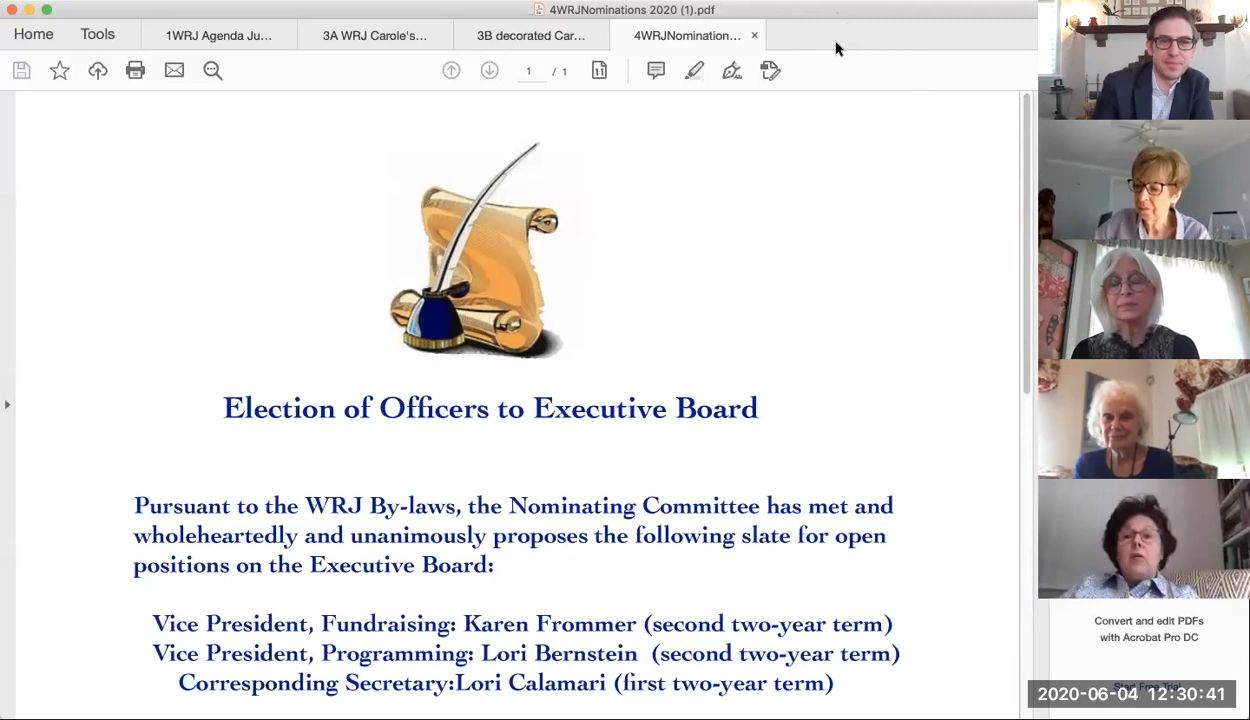 4WRJNominations 2020 (1).pdf
Home Tools 1WRJ Agenda Ju... 3A WRJ Carole's... 3B decorated Car... 4WRJNomination... ×
1 / 1
Election of Officers to Executive Board
Pursuant to the WRJ By-laws, the Nominating Committee has met and
wholeheartedly and unanimously proposes the following slate for open
positions on the Executive Board:
Vice President, Fundraising: Karen Frommer (second two-year term)
Vice President, Programming: Lori Bernstein (second two-year term)
Corresponding Secretary:Lori Calamari (first two-year term)
Convert and edit PDFs
with Acrobat Pro DC
Start Free Trial
2020-06-04 12:30:41